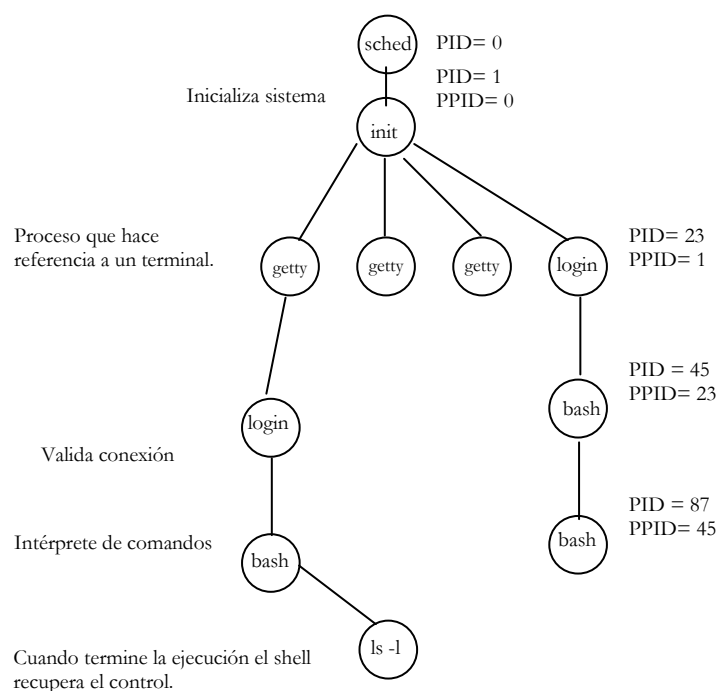 sched
PID= 0
PID= 1
PPID= 0
Inicializa sistema
init
Proceso que hace
referencia a un terminal.
getty
getty
getty
login
PID= 23
PPID= 1
PID = 45
PPID= 23
login
bash
Valida conexión
PID = 87
PPID= 45
Intérprete de comandos
bash
bash
ls -l
Cuando termine la ejecución el shell
recupera el control.